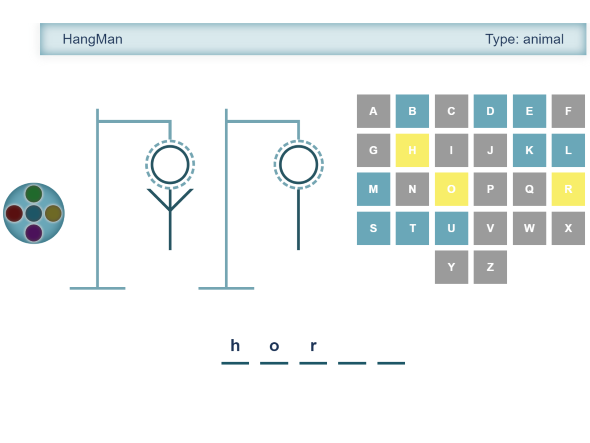 HangMan Type: animal
A B C D E F
G H I J K L
M N O P Q R
S T U V W X
Y Z
h o r